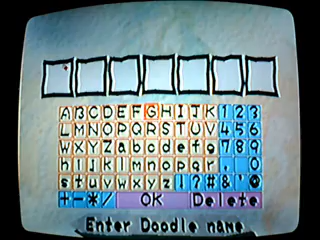 ABCDEFGHIJK123
LMNOPQRSTUV456
WXYZabcdefg789
hijklmnopqr.,0
stuvwxyz!?#&'@
+-*/ OK Delete
Enter Doodle name